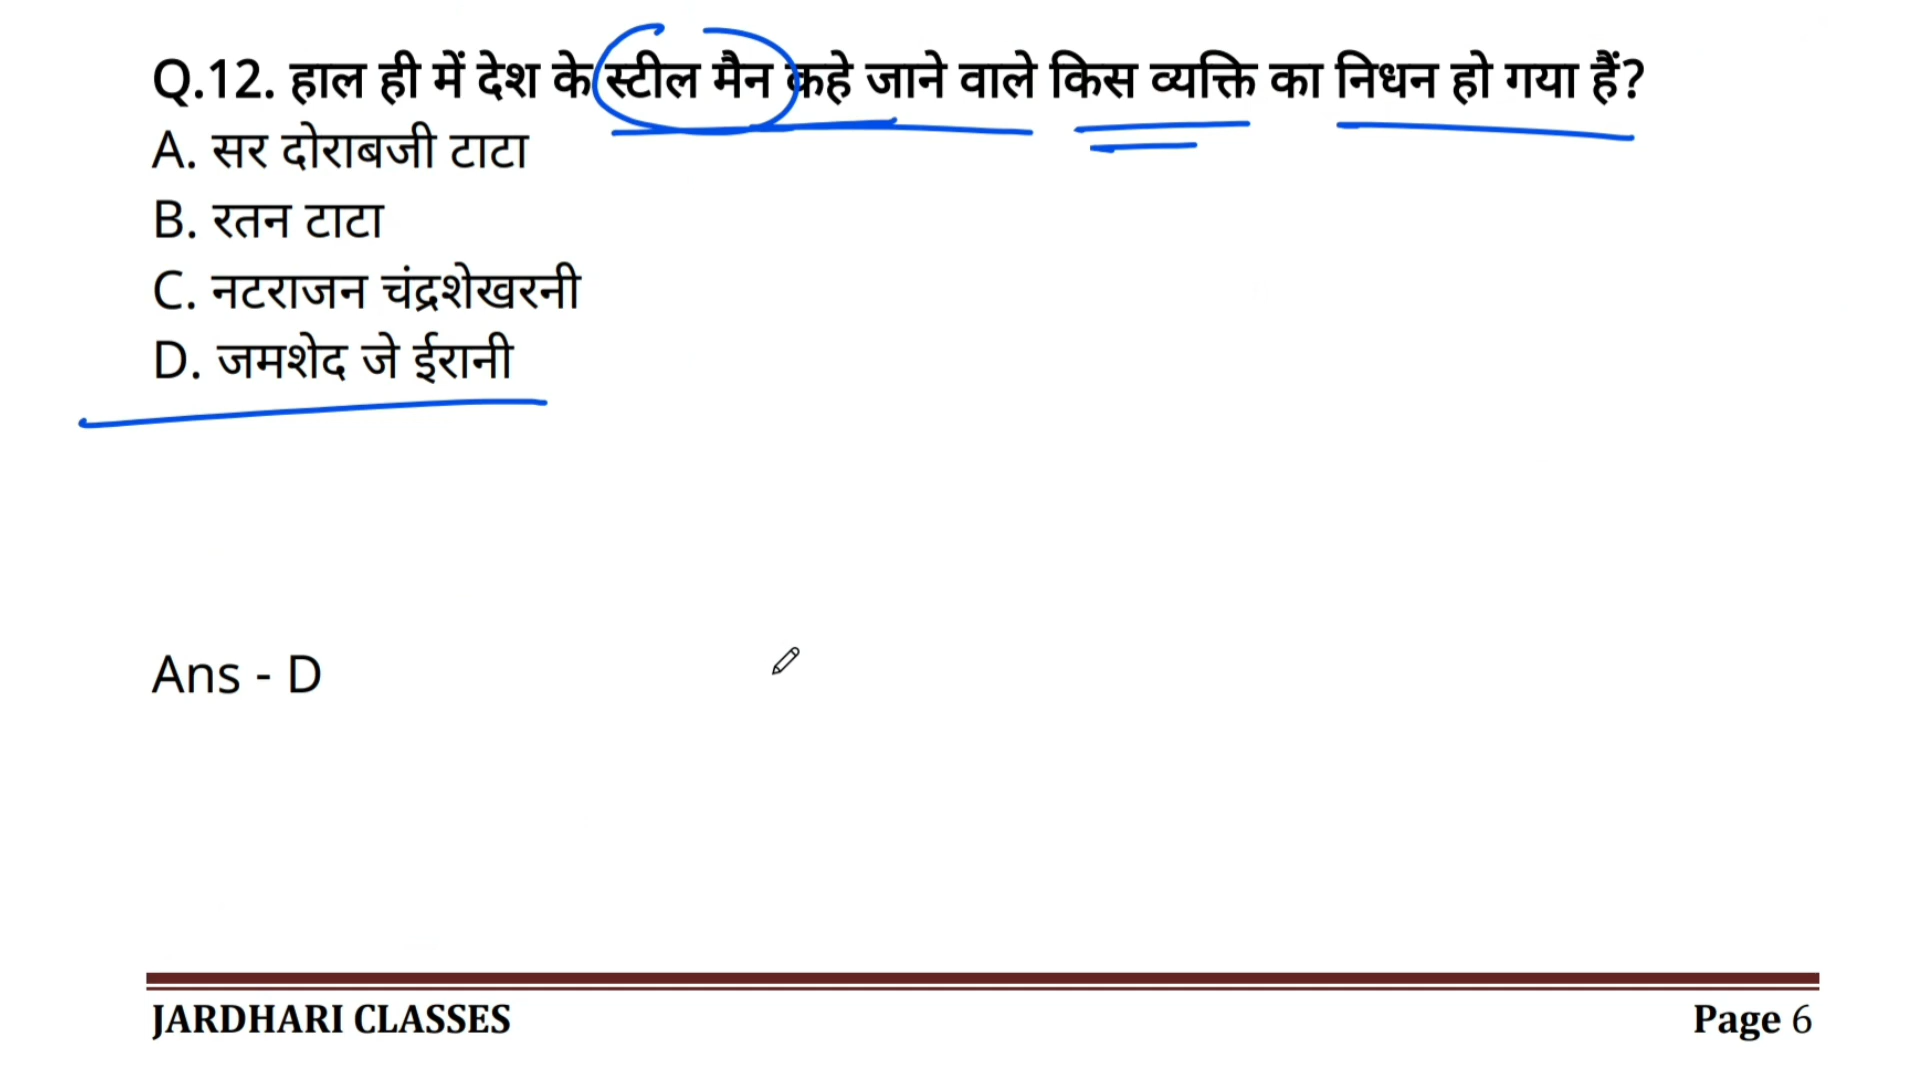 Q.12. हाल ही में देश के स्टील मैन कहे जाने वाले किस व्यक्ति का निधन हो गया हैं?
A. सर दोराबजी टाटा
B. रतन टाटा
C. नटराजन चंद्रशेखरनी
D. जमशेद जे ईरानी
Ans - D
JARDHARI CLASSES Page 6